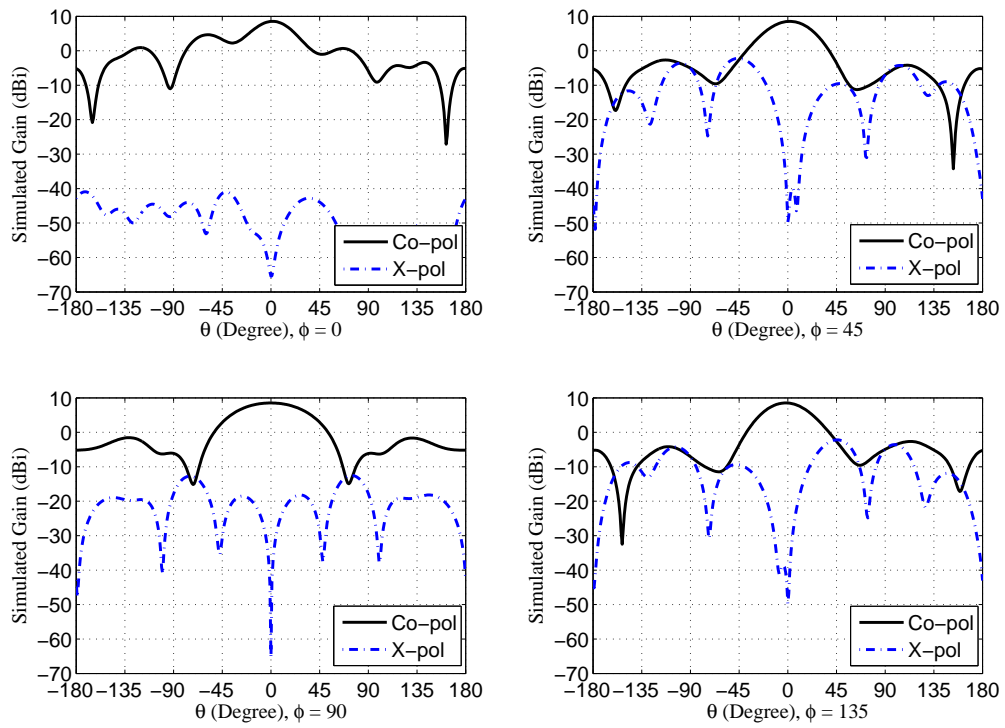 10
0
−10
−20
−30
−40
−50
−60
−70
−180 −135 −90 −45 0 45 90 135 180
Simulated Gain (dBi)
θ (Degree), ϕ = 0
Co−pol
X−pol
10
0
−10
−20
−30
−40
−50
−60
−70
−180 −135 −90 −45 0 45 90 135 180
Simulated Gain (dBi)
θ (Degree), ϕ = 45
Co−pol
X−pol
10
0
−10
−20
−30
−40
−50
−60
−70
−180 −135 −90 −45 0 45 90 135 180
Simulated Gain (dBi)
θ (Degree), ϕ = 90
Co−pol
X−pol
10
0
−10
−20
−30
−40
−50
−60
−70
−180 −135 −90 −45 0 45 90 135 180
Simulated Gain (dBi)
θ (Degree), ϕ = 135
Co−pol
X−pol